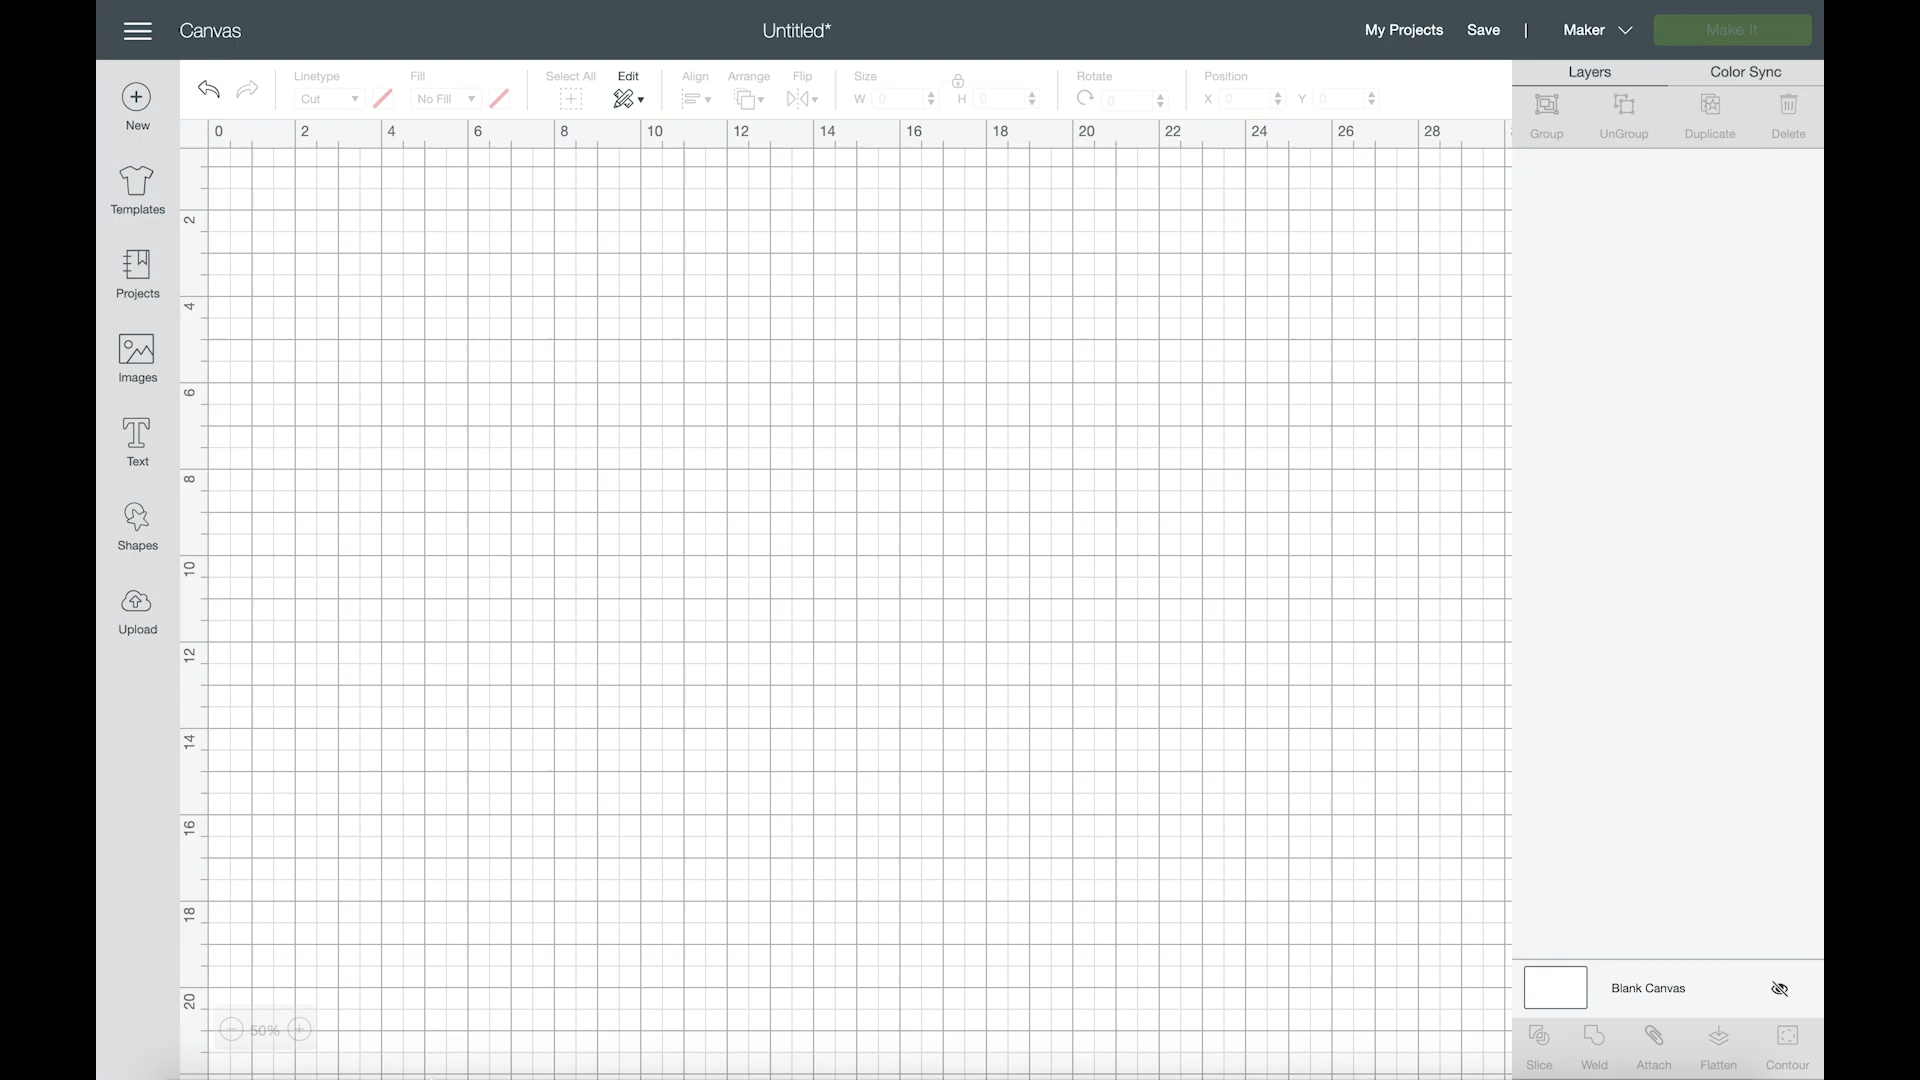 Canvas
Untitled*
My Projects Save | Maker Make It
New
Templates
Projects
Images
Text
Shapes
Upload
Linetype
Cut
Fill
No Fill
Select All
Edit
Align
Arrange
Flip
Size
W 0
H 0
Rotate
0
Position
X 0
Y 0
0 2 4 6 8 10 12 14 16 18 20 22 24 26 28
2
4
6
8
10
12
14
16
18
20
50%
Layers
Color Sync
Group
UnGroup
Duplicate
Delete
Blank Canvas
Slice
Weld
Attach
Flatten
Contour